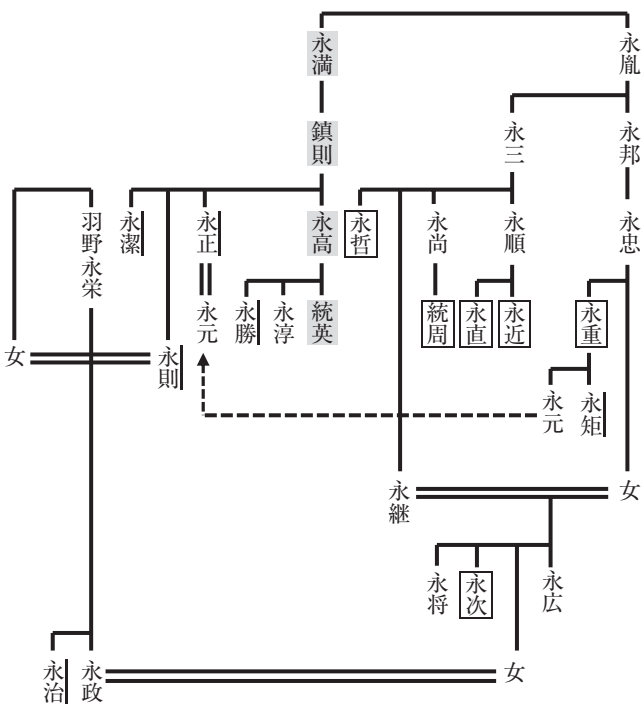 永胤
永満
永邦
永三
鎮則
永忠
永順
永尚
永哲
永高
永正
永潔
羽野永栄
永重
永近
永直
統周
統英
永淳
永勝
永元
永則
女
永矩
永元
女
永継
永広
永次
永将
女
永政
永治